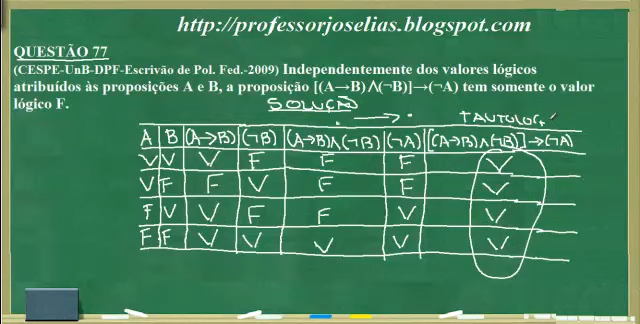 http://professorjoselias.blogspot.com
QUESTÃO 77
(CESPE-UnB-DPF-Escrivão de Pol. Fed.-2009) Independentemente dos valores lógicos
atribuídos às proposições A e B, a proposição [(A→B)∧(¬B)]→(¬A) tem somente o valor
lógico F.
SOLUÇÃO
TAUTOLOGI
A B (A→B) (¬B) (A→B)∧(¬B) (¬A) [(A→B)∧(¬B)]→(¬A)
V V V F F F V
V F F V F F V
F V V F F V V
F F V V V V V